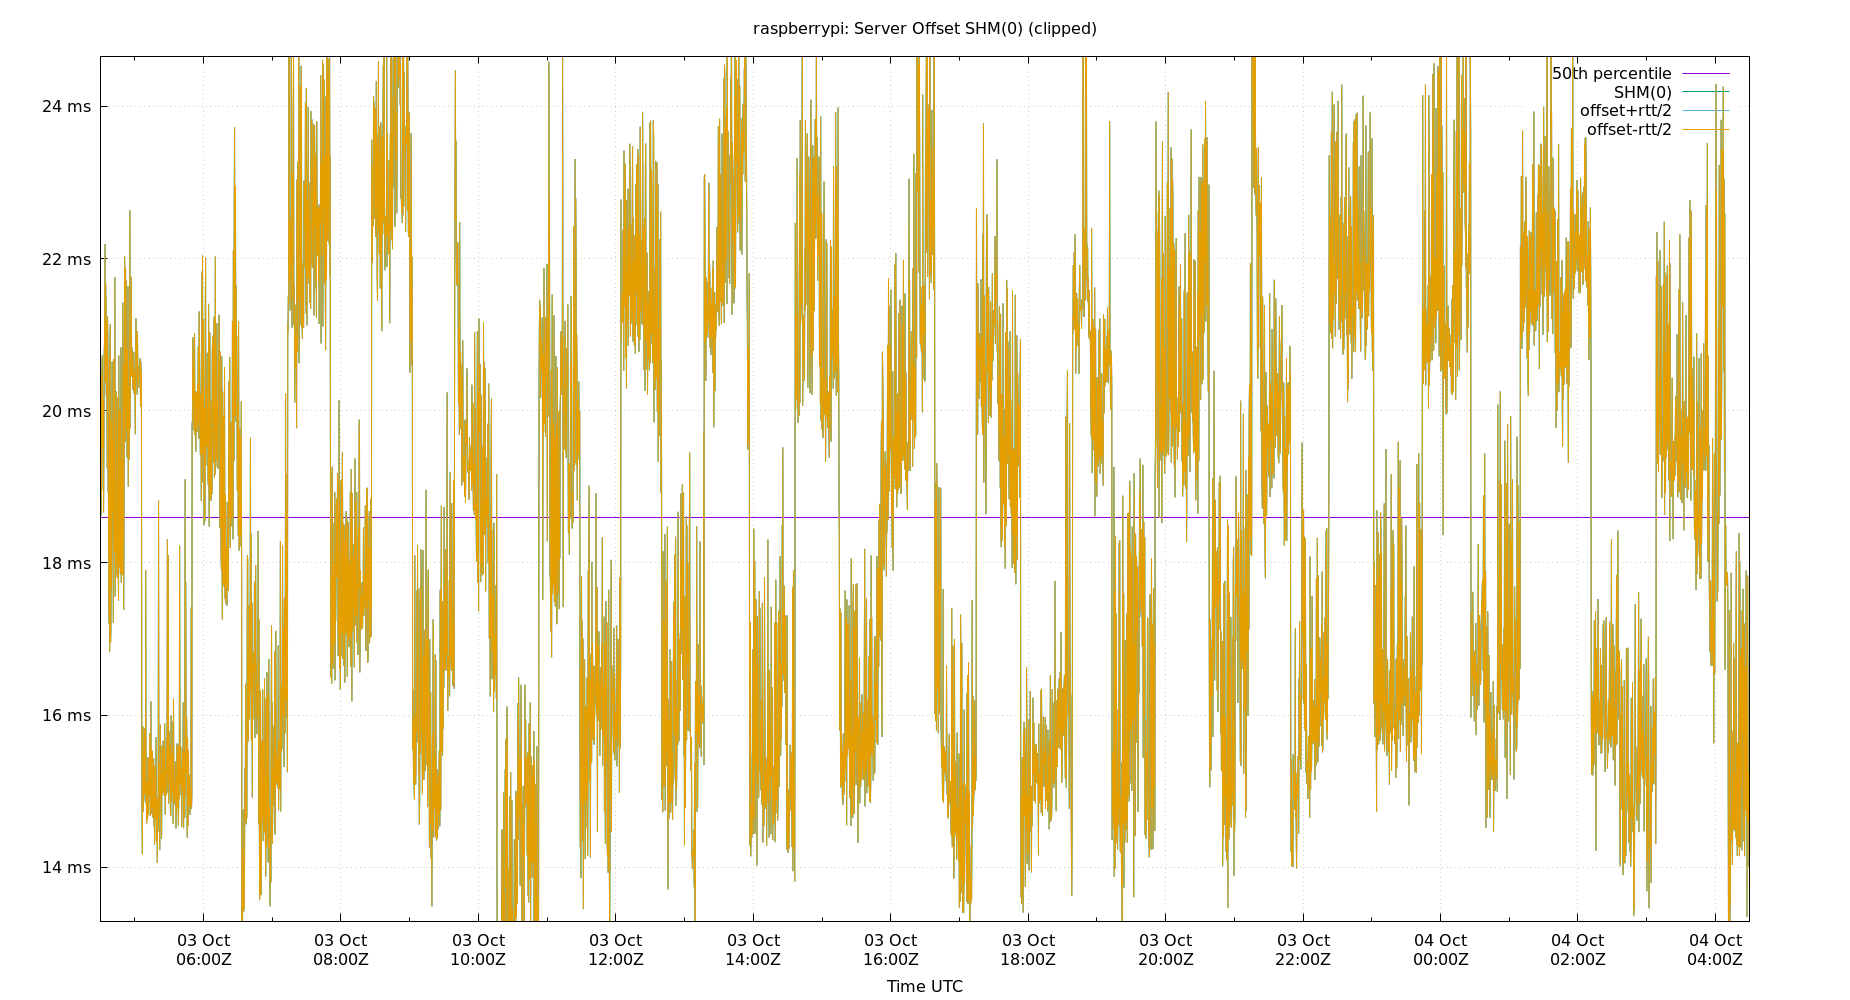 raspberrypi: Server Offset SHM(0) (clipped)
50th percentile
SHM(0)
offset+rtt/2
offset-rtt/2
24 ms
22 ms
20 ms
18 ms
16 ms
14 ms
03 Oct 03 Oct 03 Oct 03 Oct 03 Oct 03 Oct 03 Oct 03 Oct 03 Oct 04 Oct 04 Oct 04 Oct
06:00Z 08:00Z 10:00Z 12:00Z 14:00Z 16:00Z 18:00Z 20:00Z 22:00Z 00:00Z 02:00Z 04:00Z
Time UTC